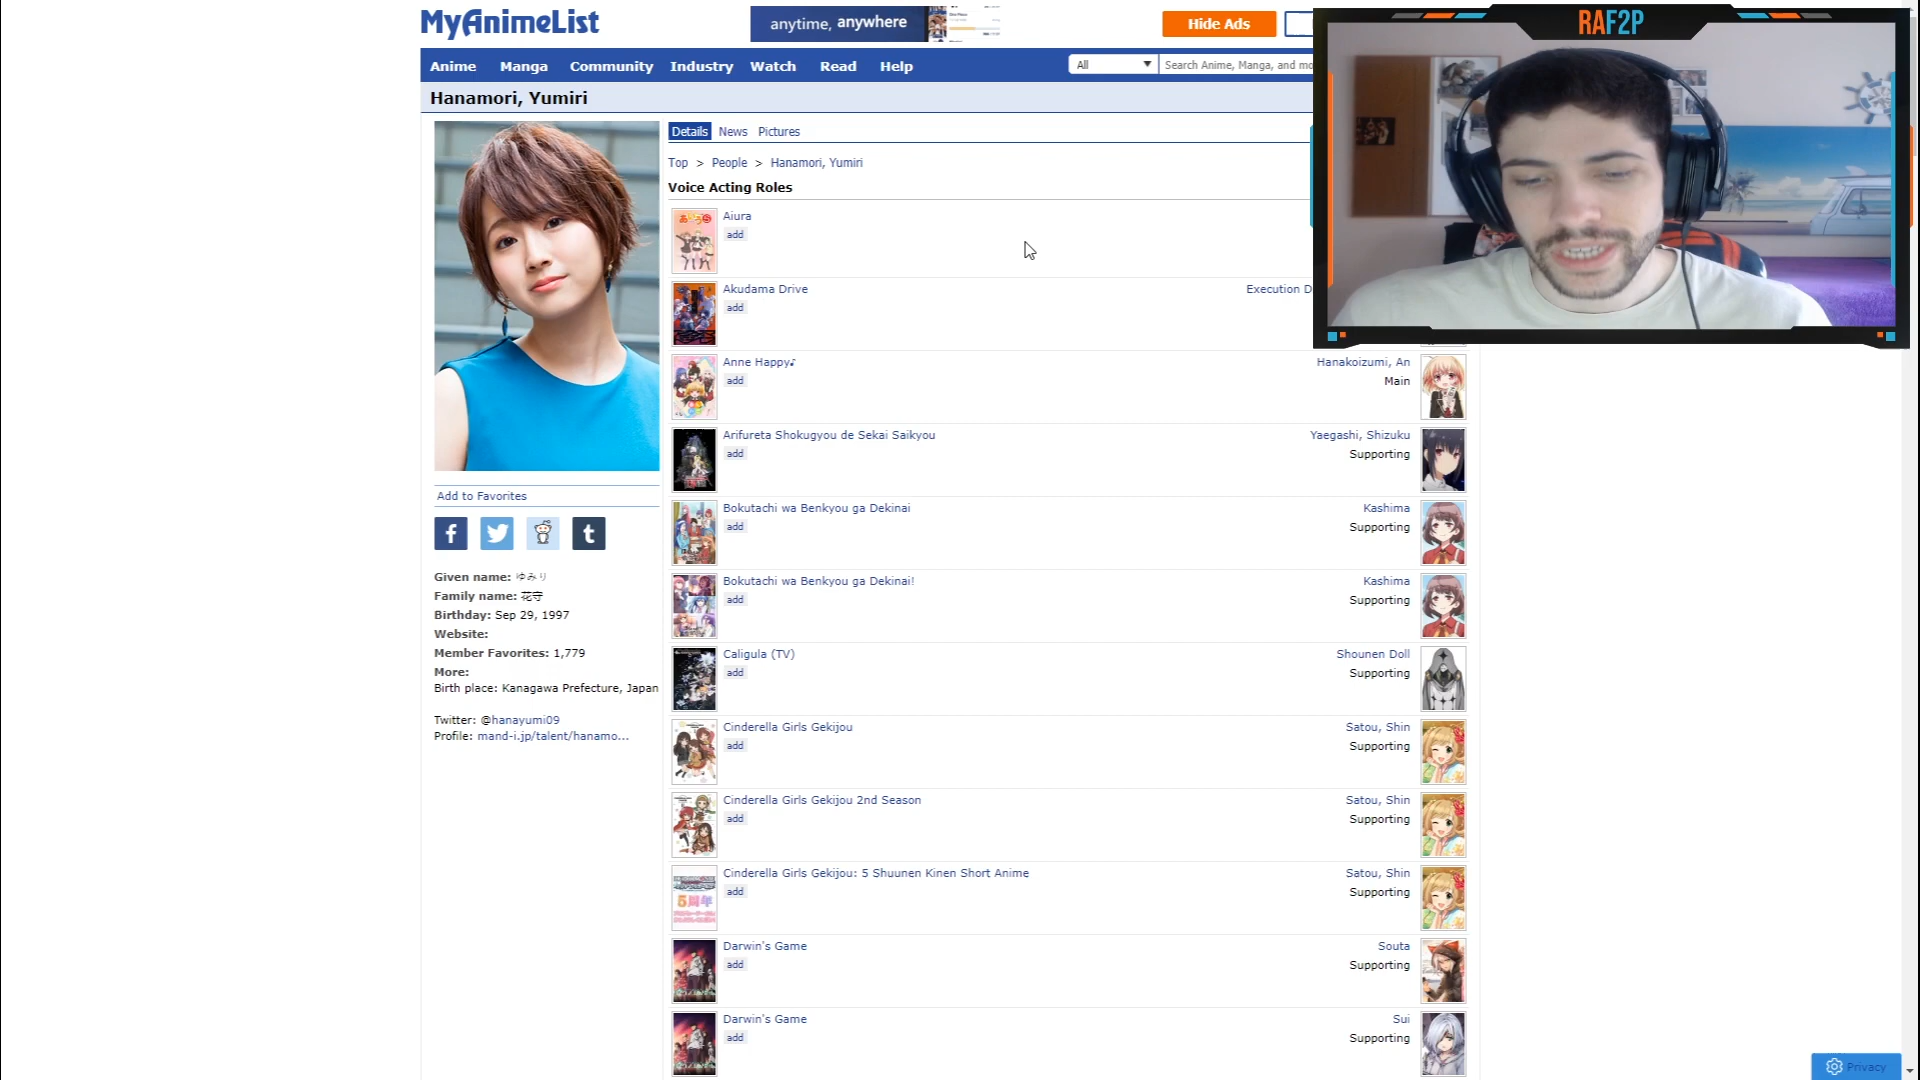 MyAnimeList
anytime, anywhere
Hide Ads
RAF2P
Anime Manga Community Industry Watch Read Help
All
Search Anime, Manga, and mo
Hanamori, Yumiri
Details News Pictures
Top > People > Hanamori, Yumiri
Voice Acting Roles
Aiura
add
Akudama Drive
Execution D
add
Anne Happy♪
Hanakoizumi, An
add
Main
Arifureta Shokugyou de Sekai Saikyou
Yaegashi, Shizuku
add
Supporting
Bokutachi wa Benkyou ga Dekinai
Kashima
add
Supporting
Bokutachi wa Benkyou ga Dekinai!
Kashima
add
Supporting
Caligula (TV)
Shounen Doll
add
Supporting
Cinderella Girls Gekijou
Satou, Shin
add
Supporting
Cinderella Girls Gekijou 2nd Season
Satou, Shin
add
Supporting
Cinderella Girls Gekijou: 5 Shuunen Kinen Short Anime
Satou, Shin
add
Supporting
5周年
Darwin's Game
Souta
add
Supporting
Darwin's Game
Sui
add
Supporting
Add to Favorites
Given name: ゆみり
Family name: 花守
Birthday: Sep 29, 1997
Website:
Member Favorites: 1,779
More:
Birth place: Kanagawa Prefecture, Japan
Twitter: @hanayumi09
Profile: mand-i.jp/talent/hanamo...
Privacy